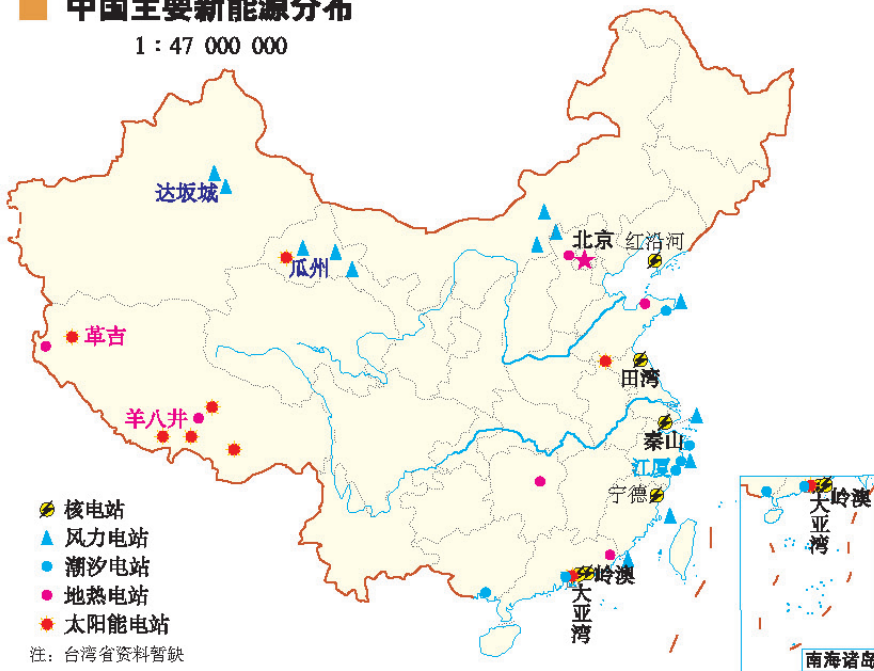 中国主要新能源分布
1：47 000 000
达坂城
瓜州
北京
红沿河
革吉
田湾
羊八井
秦山
江厦
宁德
岭澳
大亚湾
核电站
风力电站
潮汐电站
地热电站
太阳能电站
注：台湾省资料暂缺
岭澳
大亚湾
南海诸岛